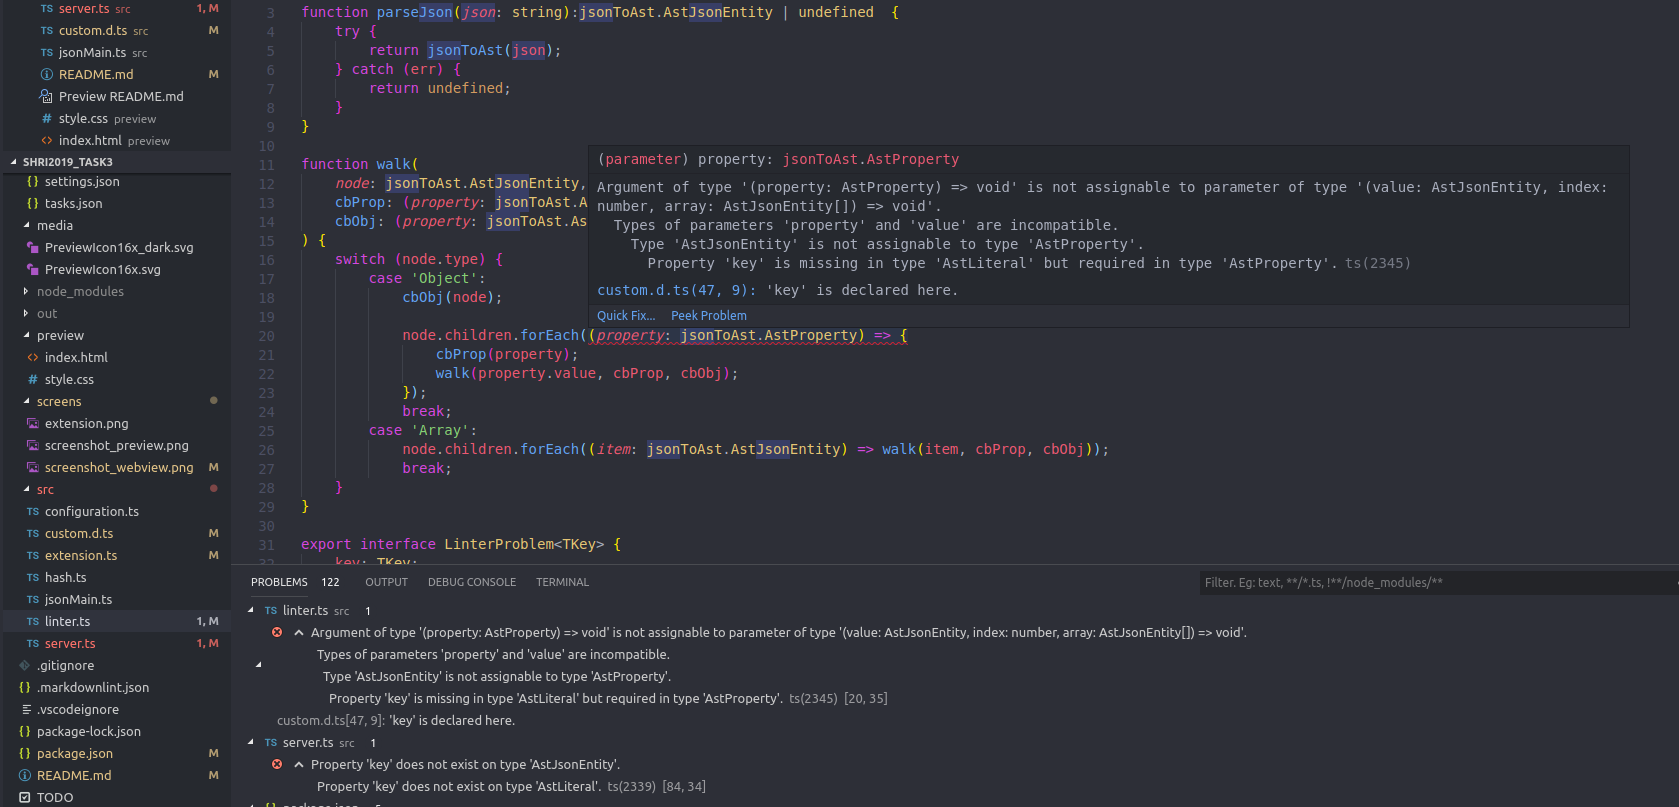 TS server.ts src 1, M
TS custom.d.ts src M
TS jsonMain.ts src
README.md M
Preview README.md
# style.css preview
<> index.html preview
SHRI2019_TASK3
{} settings.json
{} tasks.json
media
PreviewIcon16x_dark.svg
PreviewIcon16x.svg
node_modules
out
preview
<> index.html
# style.css
screens
extension.png
screenshot_preview.png
screenshot_webview.png M
src
TS configuration.ts
TS custom.d.ts M
TS extension.ts M
TS hash.ts
TS jsonMain.ts
TS linter.ts 1, M
TS server.ts 1, M
.gitignore
{} .markdownlint.json
.vscodeignore
{} package-lock.json
{} package.json M
README.md M
TODO
3 function parseJson(json: string):jsonToAst.AstJsonEntity | undefined {
4 try {
5 return jsonToAst(json);
6 } catch (err) {
7 return undefined;
8 }
9 }
10
11 function walk(
12 node: jsonToAst.AstJsonEntity,
13 cbProp: (property: jsonToAst.A
14 cbObj: (property: jsonToAst.As
15 ) {
16 switch (node.type) {
17 case 'Object':
18 cbObj(node);
19
20 node.children.forEach((property: jsonToAst.AstProperty) => {
21 cbProp(property);
22 walk(property.value, cbProp, cbObj);
23 });
24 break;
25 case 'Array':
26 node.children.forEach((item: jsonToAst.AstJsonEntity) => walk(item, cbProp, cbObj));
27 break;
28 }
29 }
30
31 export interface LinterProblem<TKey> {
32 key: TKey;
(parameter) property: jsonToAst.AstProperty
Argument of type '(property: AstProperty) => void' is not assignable to parameter of type '(value: AstJsonEntity, index:
number, array: AstJsonEntity[]) => void'.
Types of parameters 'property' and 'value' are incompatible.
Type 'AstJsonEntity' is not assignable to type 'AstProperty'.
Property 'key' is missing in type 'AstLiteral' but required in type 'AstProperty'. ts(2345)
custom.d.ts(47, 9): 'key' is declared here.
Quick Fix... Peek Problem
PROBLEMS 122 OUTPUT DEBUG CONSOLE TERMINAL
Filter. Eg: text, **/*.ts, !**/node_modules/**
TS linter.ts src 1
Argument of type '(property: AstProperty) => void' is not assignable to parameter of type '(value: AstJsonEntity, index: number, array: AstJsonEntity[]) => void'.
Types of parameters 'property' and 'value' are incompatible.
Type 'AstJsonEntity' is not assignable to type 'AstProperty'.
Property 'key' is missing in type 'AstLiteral' but required in type 'AstProperty'. ts(2345) [20, 35]
custom.d.ts[47, 9]: 'key' is declared here.
TS server.ts src 1
Property 'key' does not exist on type 'AstJsonEntity'.
Property 'key' does not exist on type 'AstLiteral'. ts(2339) [84, 34]
{} package.json 5